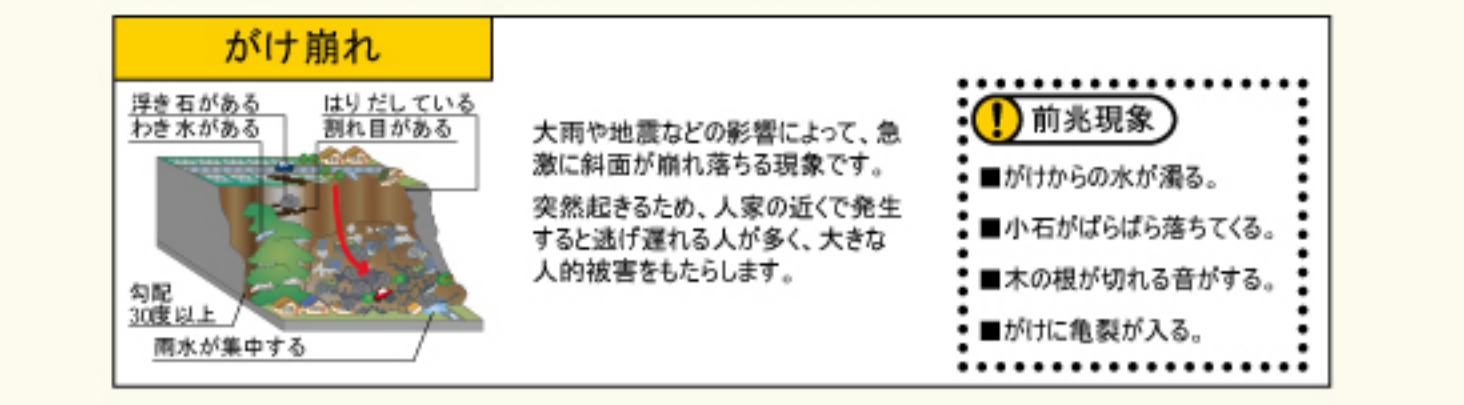 がけ崩れ
浮き石がある
わき水がある
はりだしている
割れ目がある
勾配
30度以上
雨水が集中する
大雨や地震などの影響によって、急
激に斜面が崩れ落ちる現象です。
突然起きるため、人家の近くで発生
すると逃げ遅れる人が多く、大きな
人的被害をもたらします。
! 前兆現象
■がけからの水が濁る。
■小石がぱらぱら落ちてくる。
■木の根が切れる音がする。
■がけに亀裂が入る。